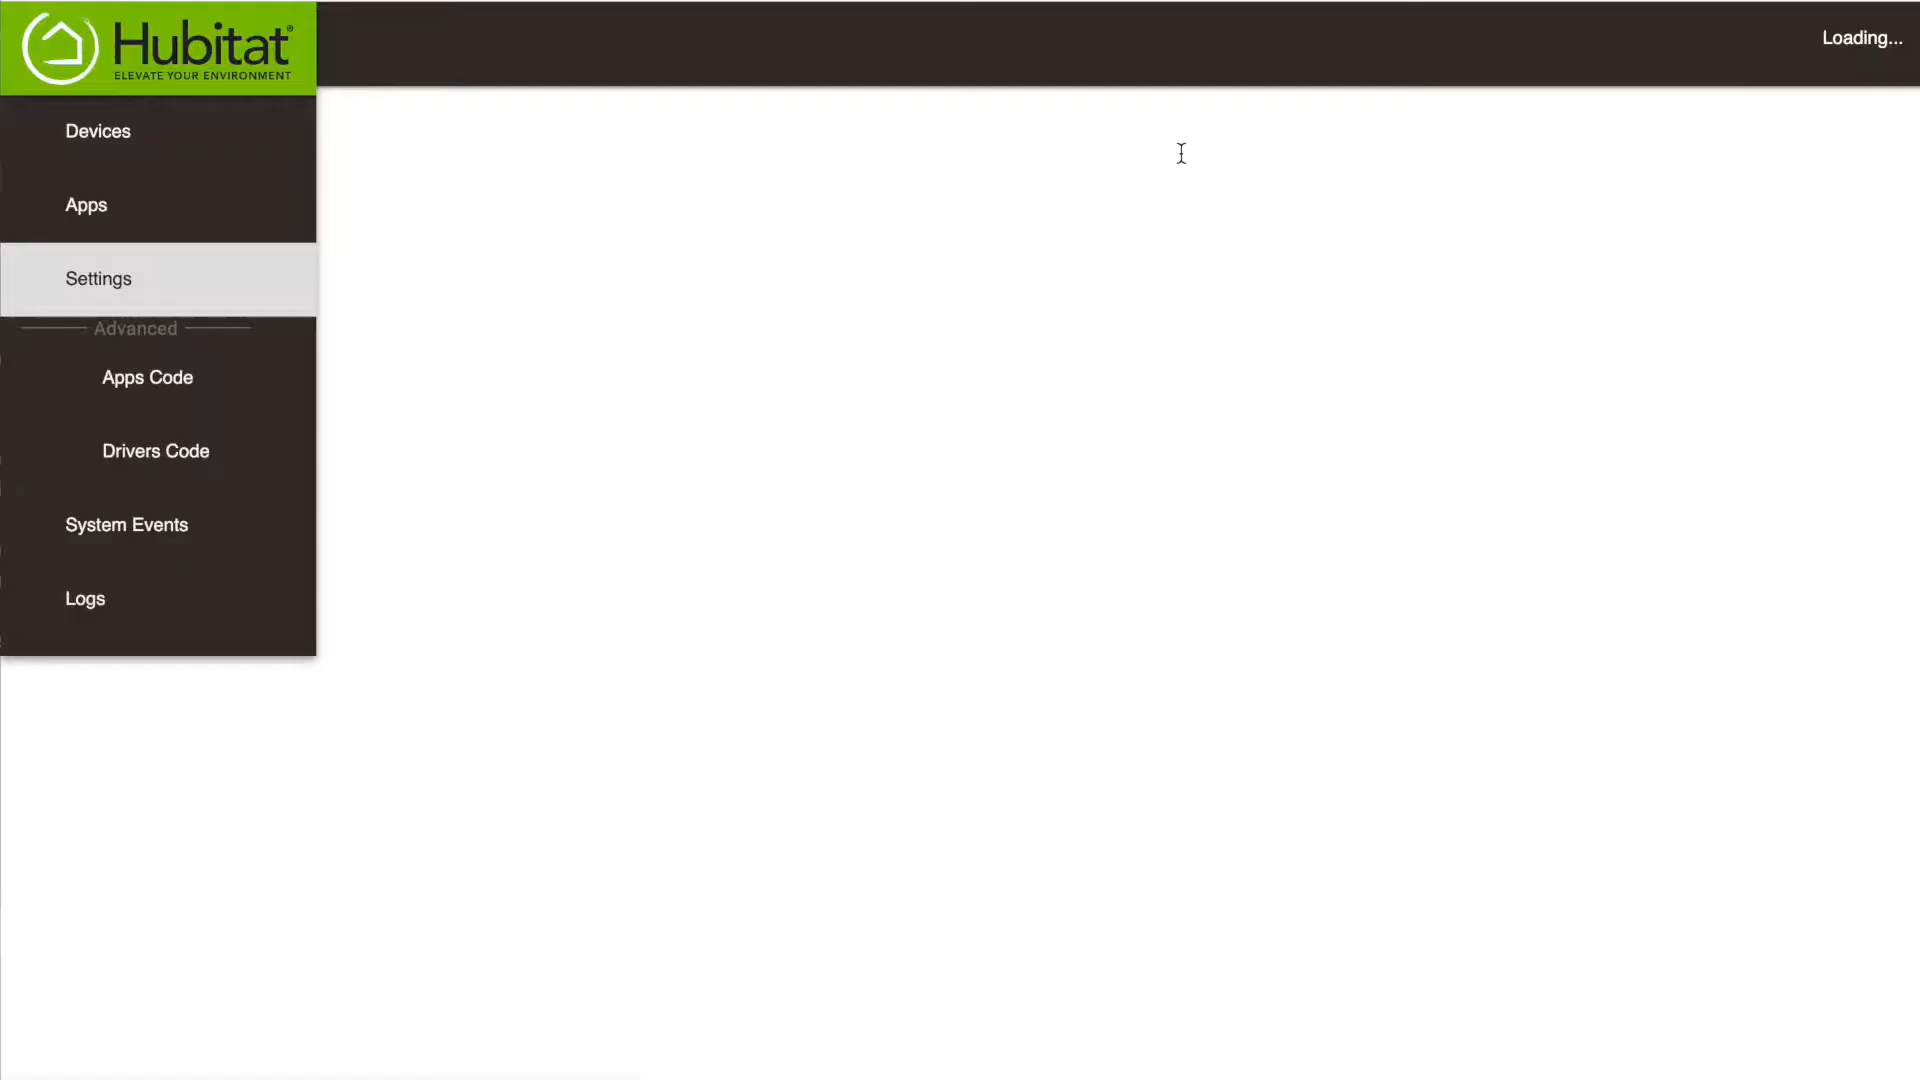 Hubitat®
ELEVATE YOUR ENVIRONMENT
Loading...
Devices
Apps
Settings
Advanced
Apps Code
Drivers Code
System Events
Logs